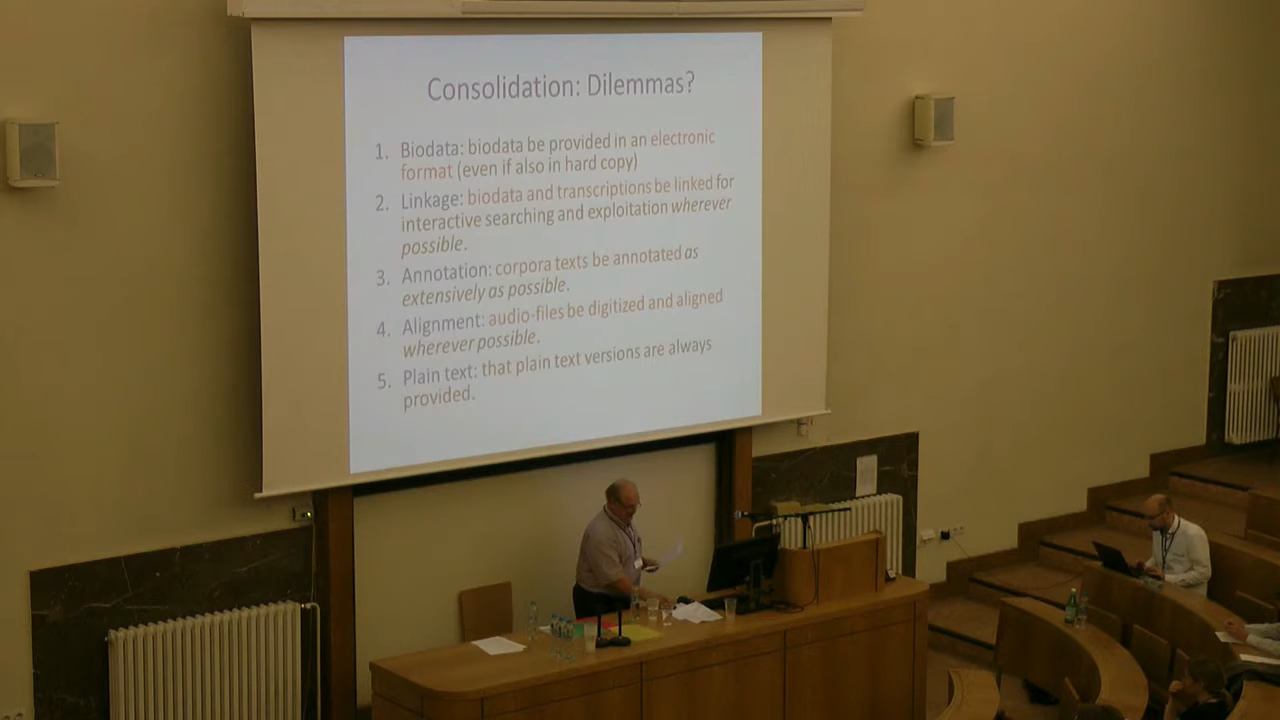 Consolidation: Dilemmas?
1. Biodata: biodata be provided in an electronic
format (even if also in hard copy)
2. Linkage: biodata and transcriptions be linked for
interactive searching and exploitation wherever
possible.
3. Annotation: corpora texts be annotated as
extensively as possible.
4. Alignment: audio-files be digitized and aligned
wherever possible.
5. Plain text: that plain text versions are always
provided.